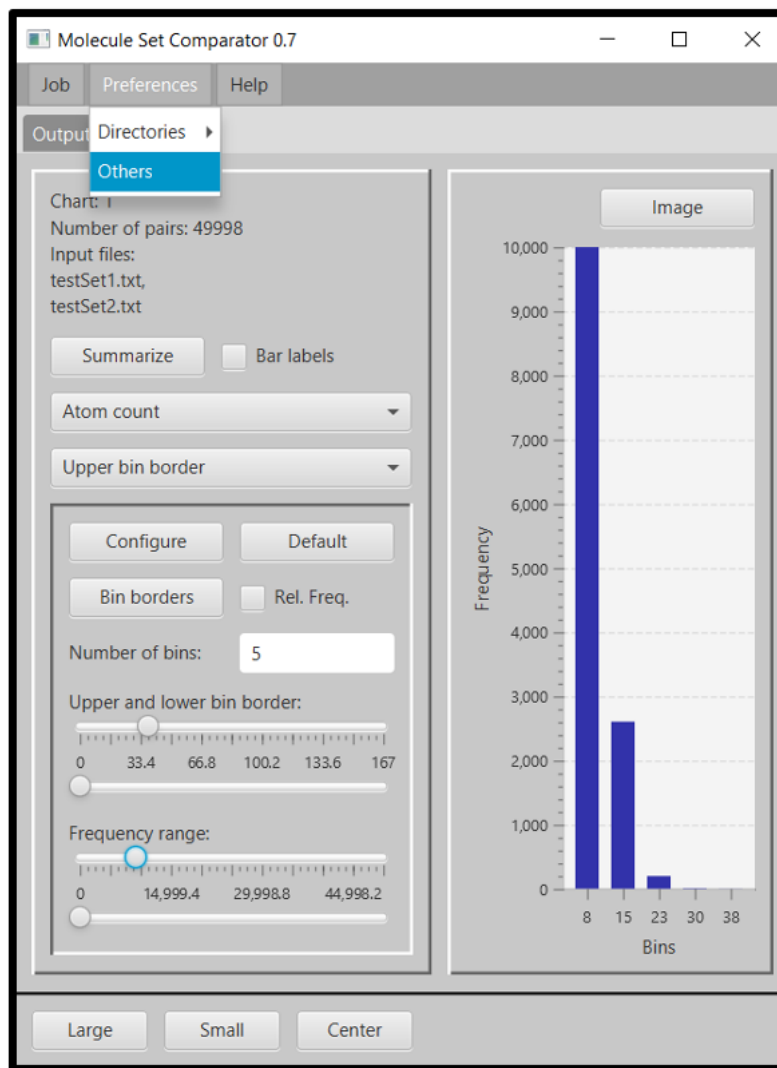 Molecule Set Comparator 0.7
Job Preferences Help
Output
Directories
Others
Chart: 1
Number of pairs: 49998
Input files:
testSet1.txt,
testSet2.txt
Summarize
Bar labels
Atom count
Upper bin border
Configure
Default
Bin borders
Rel. Freq.
Number of bins:
5
Upper and lower bin border:
0 33.4 66.8 100.2 133.6 167
Frequency range:
0 14,999.4 29,998.8 44,998.2
Image
10,000
9,000
8,000
7,000
6,000
5,000
4,000
3,000
2,000
1,000
0
Frequency
8 15 23 30 38
Bins
Large Small Center